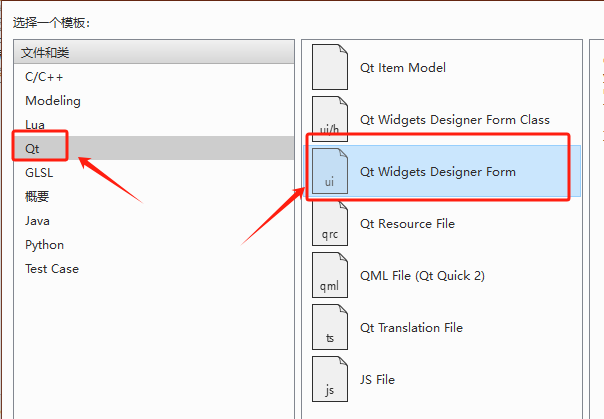 选择一个模板:
文件和类
C/C++
Modeling
Lua
Qt
GLSL
概要
Java
Python
Test Case
Qt Item Model
ui/h
Qt Widgets Designer Form Class
ui
Qt Widgets Designer Form
qrc
Qt Resource File
qml
QML File (Qt Quick 2)
ts
Qt Translation File
js
JS File